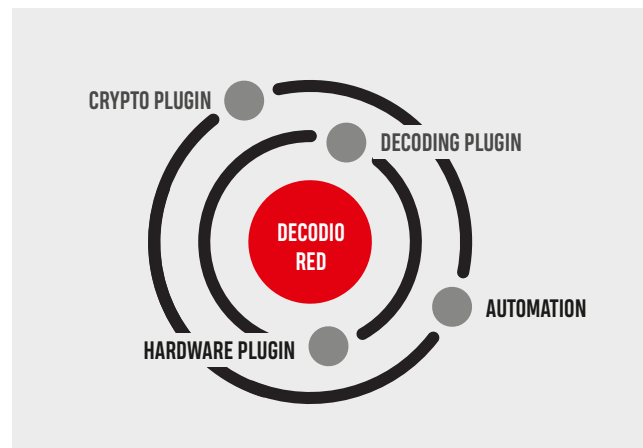 CRYPTO PLUGIN
DECODING PLUGIN
DECODIO
RED
AUTOMATION
HARDWARE PLUGIN